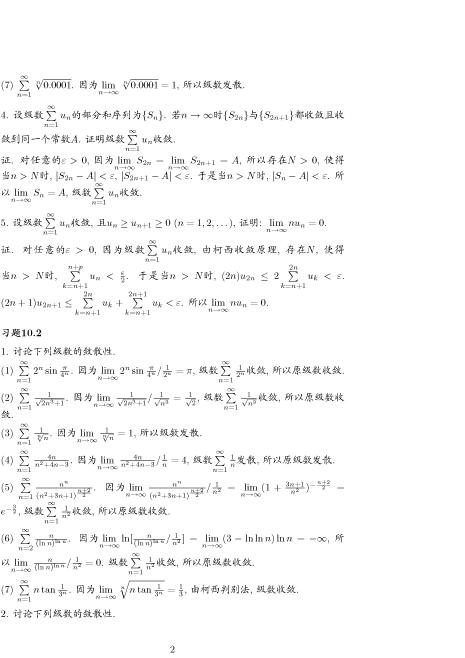 (7) $\sum_{n=1}^{\infty} \sqrt[n]{0.0001}$. 因为 $\lim_{n\to\infty} \sqrt[n]{0.0001} = 1$, 所以级数发散.
4. 设级数$\sum_{n=1}^{\infty} u_n$的部分和序列为$\{S_n\}$. 若$n \to \infty$时$\{S_{2n}\}$与$\{S_{2n+1}\}$都收敛且收
敛到同一个常数$A$. 证明级数$\sum_{n=1}^{\infty} u_n$收敛.
证. 对任意的$\varepsilon > 0$, 因为$\lim_{n\to\infty} S_{2n} = \lim_{n\to\infty} S_{2n+1} = A$, 所以存在$N > 0$, 使得
当$n > N$时, $|S_{2n} - A| < \varepsilon$, $|S_{2n+1} - A| < \varepsilon$. 于是当$n > N$时, $|S_n - A| < \varepsilon$. 所
以$\lim_{n\to\infty} S_n = A$, 级数$\sum_{n=1}^{\infty} u_n$收敛.
5. 设级数$\sum_{n=1}^{\infty} u_n$收敛, 且$u_n \geq u_{n+1} \geq 0$ $(n = 1, 2, \ldots)$, 证明: $\lim_{n\to\infty} nu_n = 0$.
证. 对任意的$\varepsilon > 0$, 因为级数$\sum_{n=1}^{\infty} u_n$收敛, 由柯西收敛原理, 存在$N$, 使得
当$n > N$时, $\sum_{k=n+1}^{n+p} u_n < \frac{\varepsilon}{2}$. 于是当$n > N$时, $(2n)u_{2n} \leq 2 \sum_{k=n+1}^{2n} u_k < \varepsilon$.
$(2n+1)u_{2n+1} \leq \sum_{k=n+1}^{2n} u_k + \sum_{k=n+1}^{2n+1} u_k < \varepsilon$. 所以$\lim_{n\to\infty} nu_n = 0$.
习题10.2
1. 讨论下列级数的敛散性.
(1) $\sum_{n=1}^{\infty} 2^n \sin \frac{\pi}{4^n}$. 因为$\lim_{n\to\infty} 2^n \sin \frac{\pi}{4^n} / \frac{1}{2^n} = \pi$, 级数$\sum_{n=1}^{\infty} \frac{1}{2^n}$收敛, 所以原级数收敛.
(2) $\sum_{n=1}^{\infty} \frac{1}{\sqrt{2n^3+1}}$. 因为$\lim_{n\to\infty} \frac{1}{\sqrt{2n^3+1}} / \frac{1}{\sqrt{n^3}} = \frac{1}{\sqrt{2}}$, 级数$\sum_{n=1}^{\infty} \frac{1}{\sqrt{n^3}}$收敛, 所以原级数收
敛.
(3) $\sum_{n=1}^{\infty} \frac{1}{\sqrt[n]{n}}$. 因为$\lim_{n\to\infty} \frac{1}{\sqrt[n]{n}} = 1$, 所以级数发散.
(4) $\sum_{n=1}^{\infty} \frac{4n}{n^2+4n-3}$. 因为$\lim_{n\to\infty} \frac{4n}{n^2+4n-3} / \frac{1}{n} = 4$, 级数$\sum_{n=1}^{\infty} \frac{1}{n}$发散, 所以原级数发散.
(5) $\sum_{n=1}^{\infty} \frac{n^n}{(n^2+3n+1)^{\frac{n+2}{2}}}$. 因为$\lim_{n\to\infty} \frac{n^n}{(n^2+3n+1)^{\frac{n+2}{2}}} / \frac{1}{n^2} = \lim_{n\to\infty} (1 + \frac{3n+1}{n^2})^{-\frac{n+2}{2}} =$
$e^{-\frac{3}{2}}$, 级数$\sum_{n=1}^{\infty} \frac{1}{n^2}$收敛, 所以原级数收敛.
(6) $\sum_{n=2}^{\infty} \frac{n}{(\ln n)^{\ln n}}$. 因为$\lim_{n\to\infty} \ln[\frac{n}{(\ln n)^{\ln n}} / \frac{1}{n^2}] = \lim_{n\to\infty} (3 - \ln \ln n) \ln n = -\infty$, 所
以$\lim_{n\to\infty} \frac{n}{(\ln n)^{\ln n}} / \frac{1}{n^2} = 0$. 级数$\sum_{n=1}^{\infty} \frac{1}{n^2}$收敛, 所以原级数收敛.
(7) $\sum_{n=1}^{\infty} n \tan \frac{1}{3^n}$. 因为$\lim_{n\to\infty} \sqrt[n]{n \tan \frac{1}{3^n}} = \frac{1}{3}$, 由柯西判别法, 级数收敛.
2. 讨论下列级数的敛散性.
2